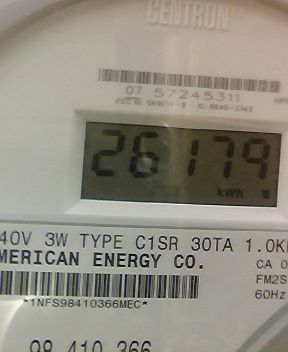 CENTRON®
07 57245311
26179
kWh
40V 3W TYPE C1SR 30TA 1.0K
MERICAN ENERGY CO.
CA 0
FM2S
60Hz
*1NFS98410366MEC*
98 410 366